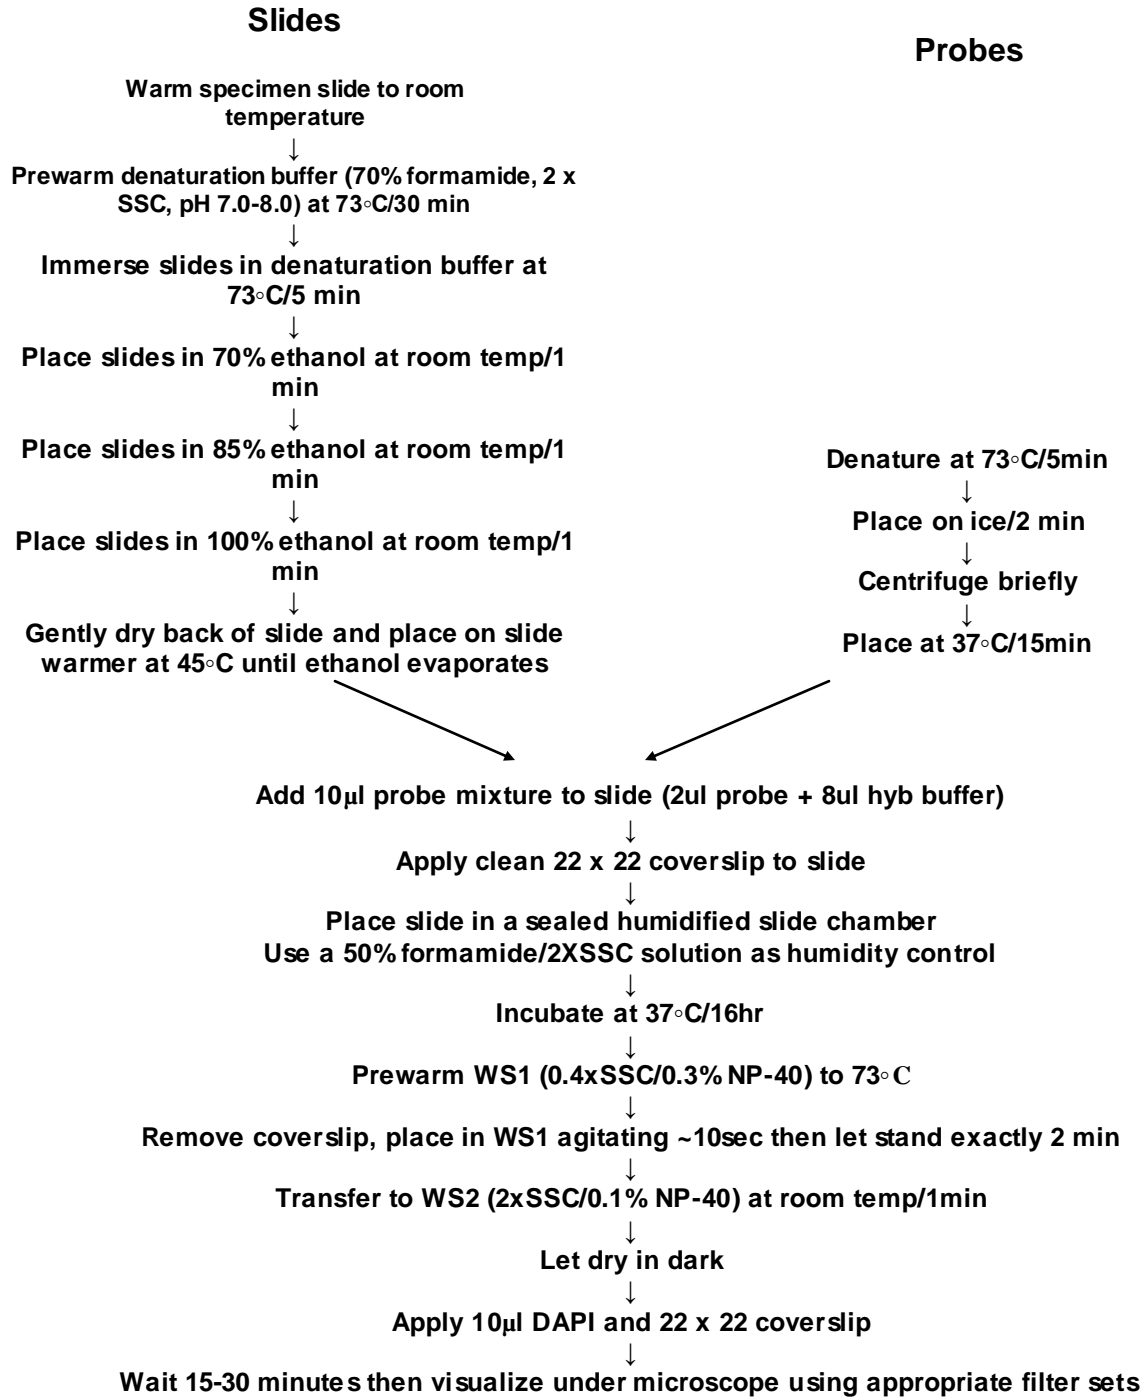 Slides
Warm specimen slide to room
temperature
↓
Prewarm denaturation buffer (70% formamide, 2 x
SSC, pH 7.0-8.0) at 73◦C/30 min
↓
Immerse slides in denaturation buffer at
73◦C/5 min
↓
Place slides in 70% ethanol at room temp/1
min
↓
Place slides in 85% ethanol at room temp/1
min
↓
Place slides in 100% ethanol at room temp/1
min
↓
Gently dry back of slide and place on slide
warmer at 45◦C until ethanol evaporates
Probes
Denature at 73◦C/5min
↓
Place on ice/2 min
↓
Centrifuge briefly
↓
Place at 37◦C/15min
Add 10μl probe mixture to slide (2ul probe + 8ul hyb buffer)
↓
Apply clean 22 x 22 coverslip to slide
↓
Place slide in a sealed humidified slide chamber
Use a 50% formamide/2XSSC solution as humidity control
↓
Incubate at 37◦C/16hr
↓
Prewarm WS1 (0.4xSSC/0.3% NP-40) to 73◦C
↓
Remove coverslip, place in WS1 agitating ~10sec then let stand exactly 2 min
↓
Transfer to WS2 (2xSSC/0.1% NP-40) at room temp/1min
↓
Let dry in dark
↓
Apply 10μl DAPI and 22 x 22 coverslip
↓
Wait 15-30 minutes then visualize under microscope using appropriate filter sets